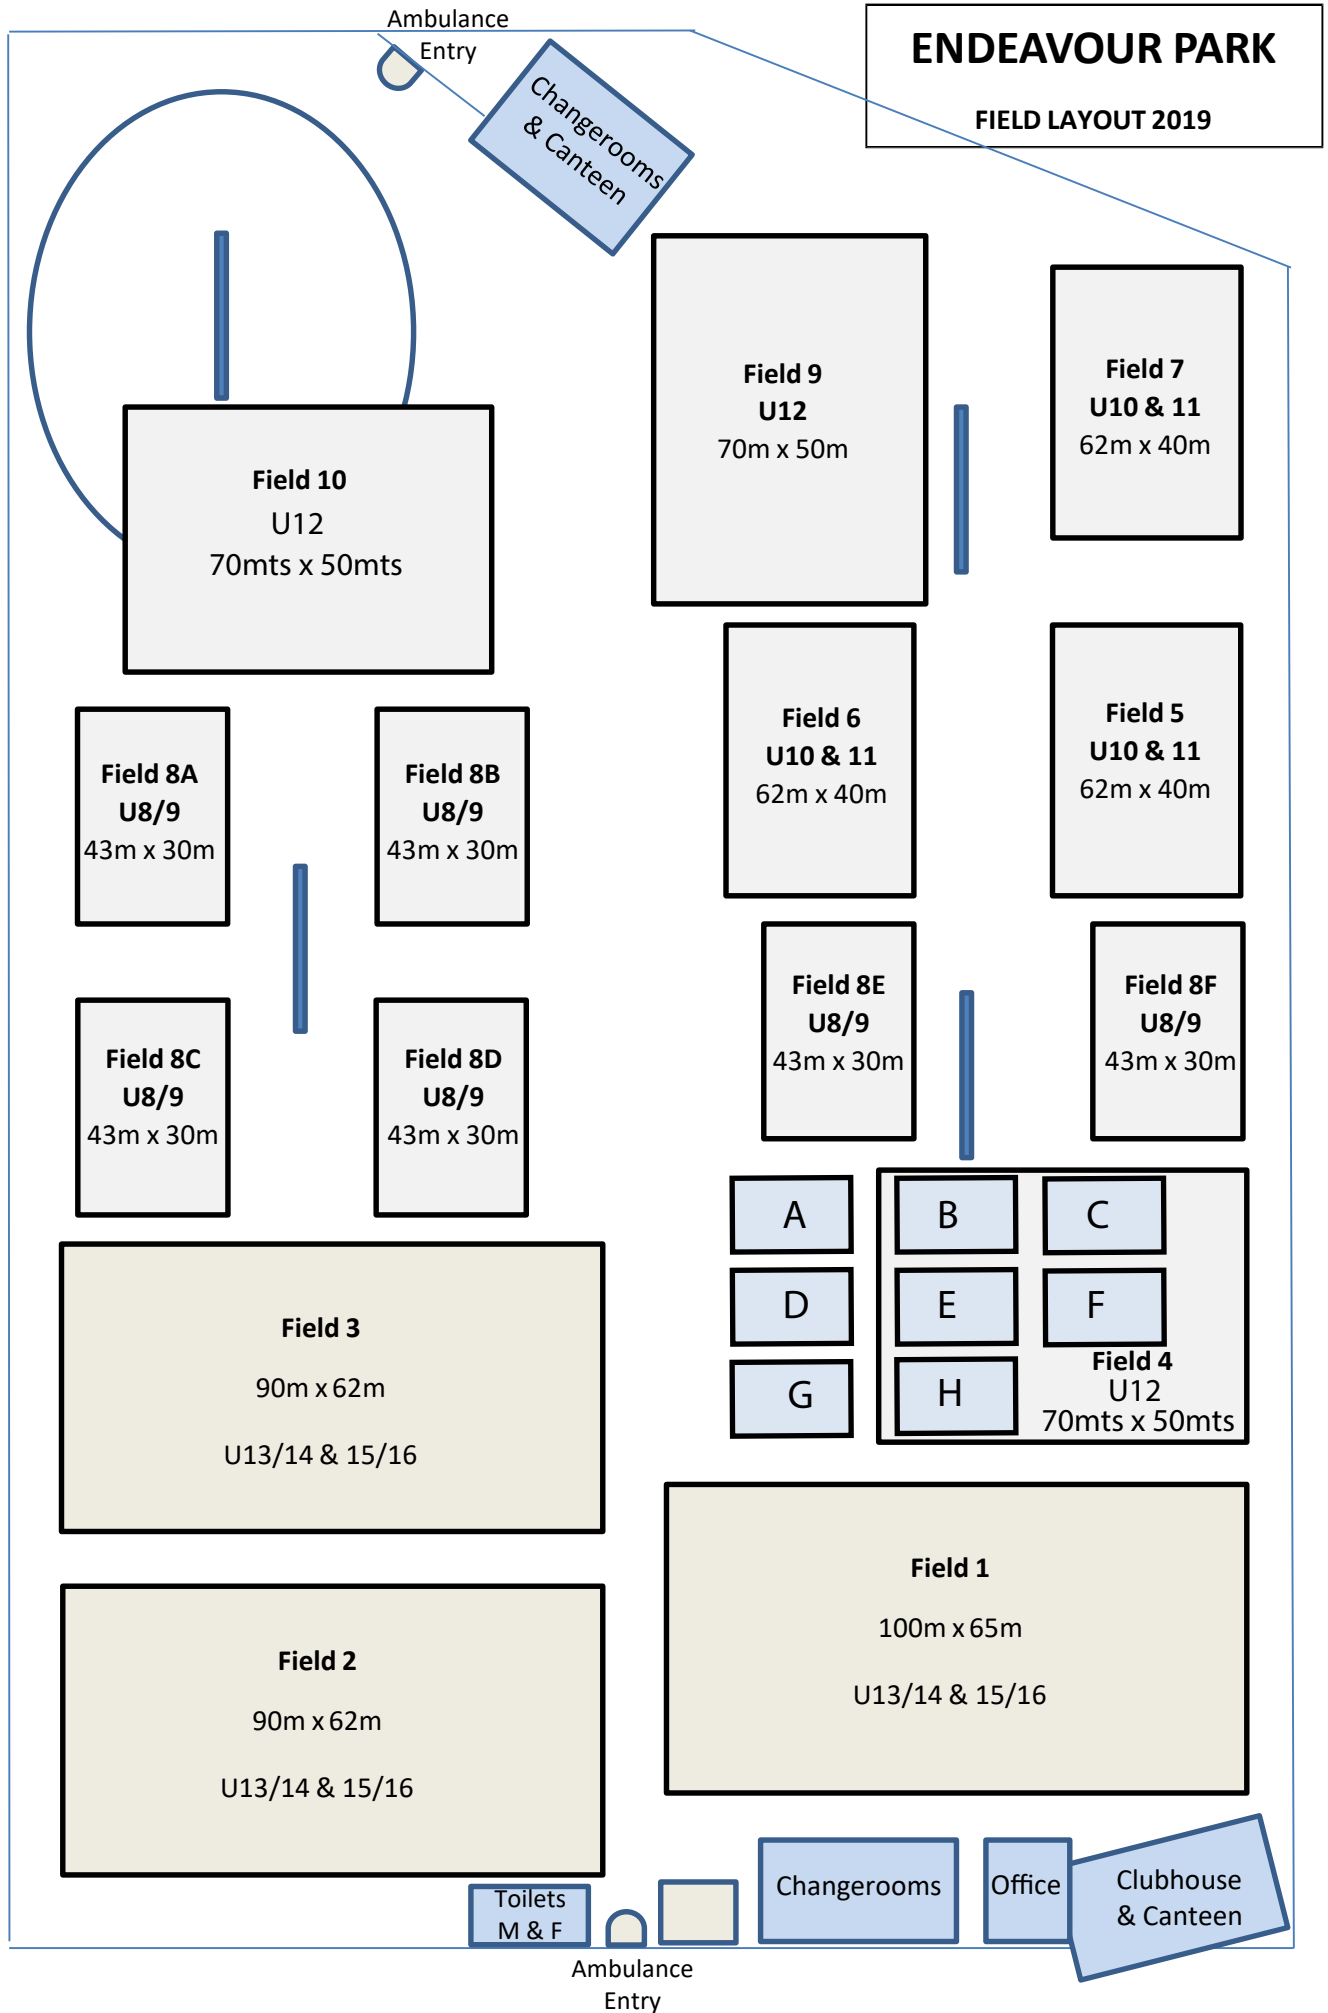 Ambulance
Entry
ENDEAVOUR PARK
FIELD LAYOUT 2019
Changerooms
& Canteen
Field 9
U12
70m x 50m
Field 7
U10 & 11
62m x 40m
Field 10
U12
70mts x 50mts
Field 6
U10 & 11
62m x 40m
Field 5
U10 & 11
62m x 40m
Field 8A
U8/9
43m x 30m
Field 8B
U8/9
43m x 30m
Field 8E
U8/9
43m x 30m
Field 8F
U8/9
43m x 30m
Field 8C
U8/9
43m x 30m
Field 8D
U8/9
43m x 30m
A
B
C
D
E
F
G
H
Field 4
U12
70mts x 50mts
Field 3
90m x 62m
U13/14 & 15/16
Field 1
100m x 65m
U13/14 & 15/16
Field 2
90m x 62m
U13/14 & 15/16
Toilets
M & F
Changerooms
Office
Clubhouse
& Canteen
Ambulance
Entry